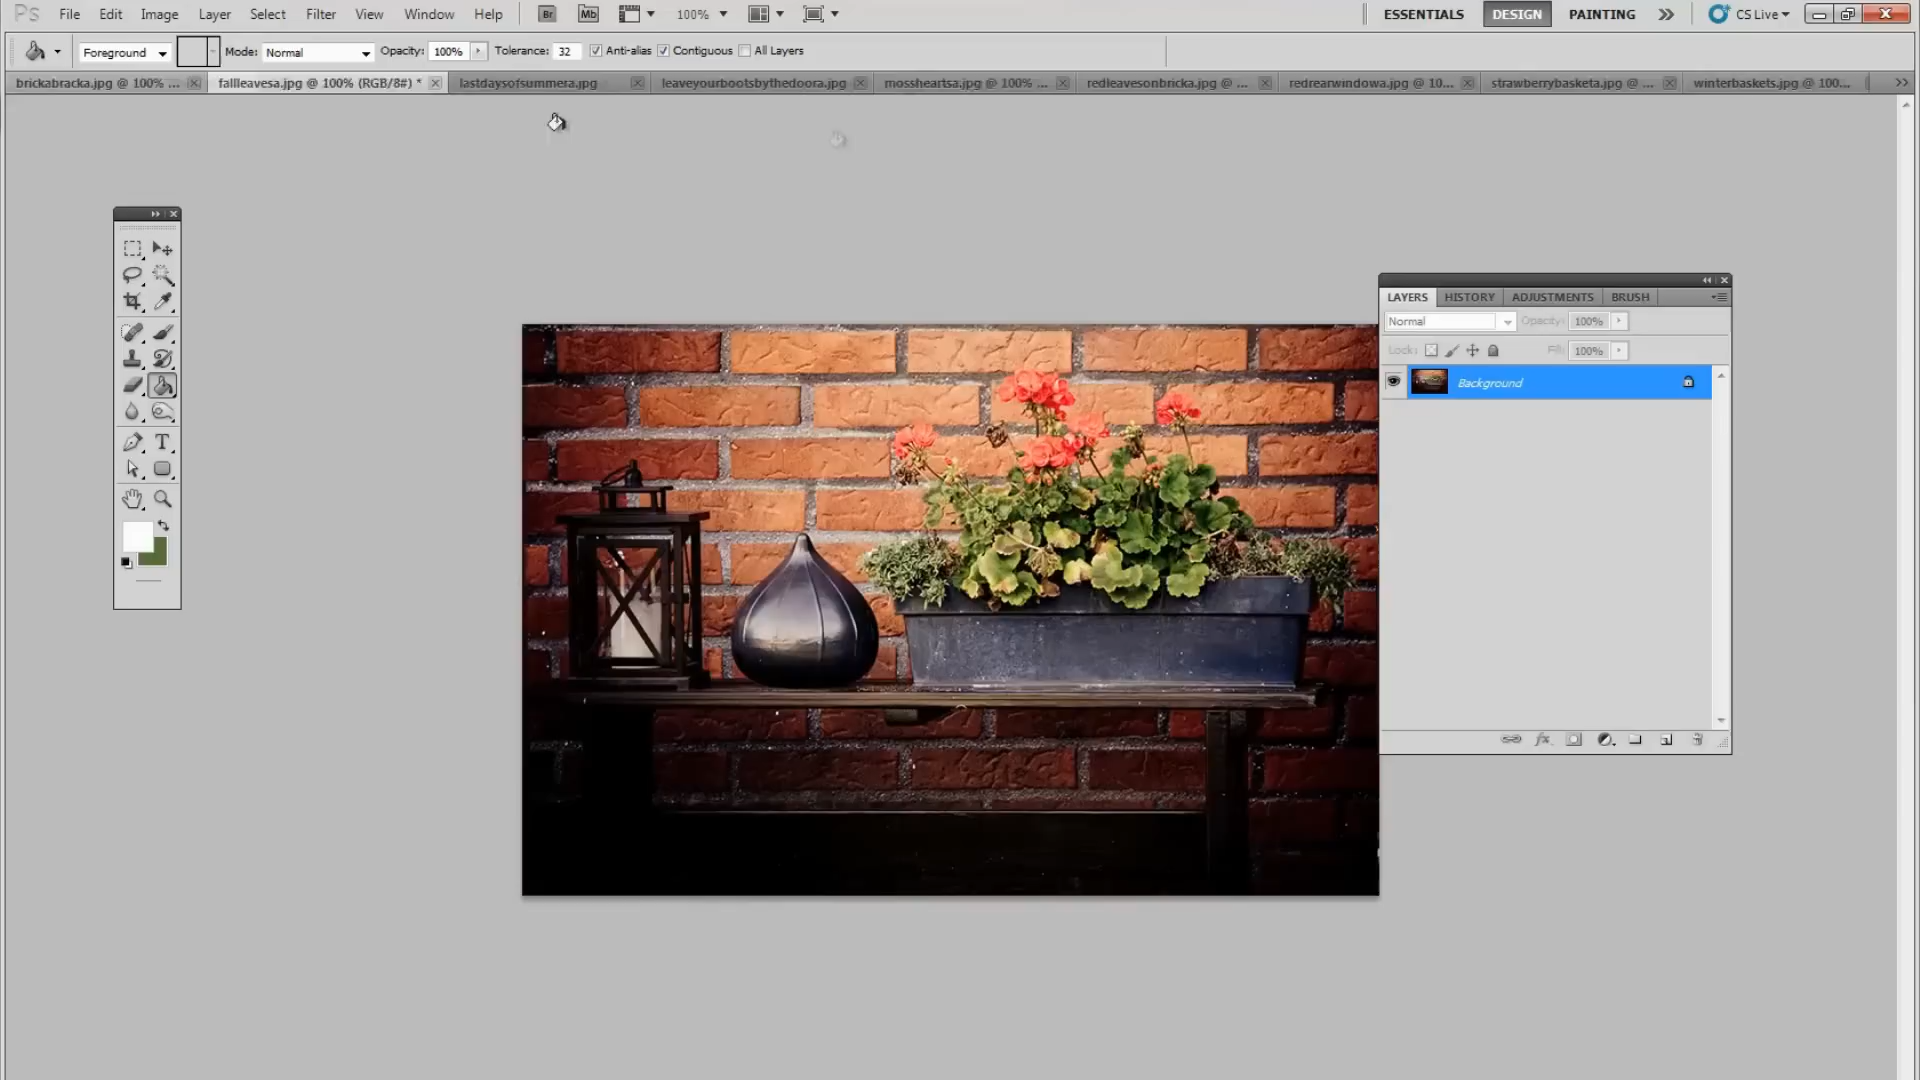 Ps File Edit Image Layer Select Filter View Window Help Br Mb 100% ESSENTIALS DESIGN PAINTING >> CS Live
Foreground Mode: Normal Opacity: 100% Tolerance: 32 Anti-alias Contiguous All Layers
brickabracka.jpg @ 100% ... fallleavesa.jpg @ 100% (RGB/8#) * lastdaysofsummera.jpg leaveyourbootsbythedoora.jpg mossheartsa.jpg @ 100% ... redleavesonbricka.jpg @ ... redrearwindowa.jpg @ 10... strawberrybasketa.jpg @ ... winterbaskets.jpg @ 100... >>
LAYERS HISTORY ADJUSTMENTS BRUSH
Normal Opacity: 100%
Lock: Fill: 100%
Background
T